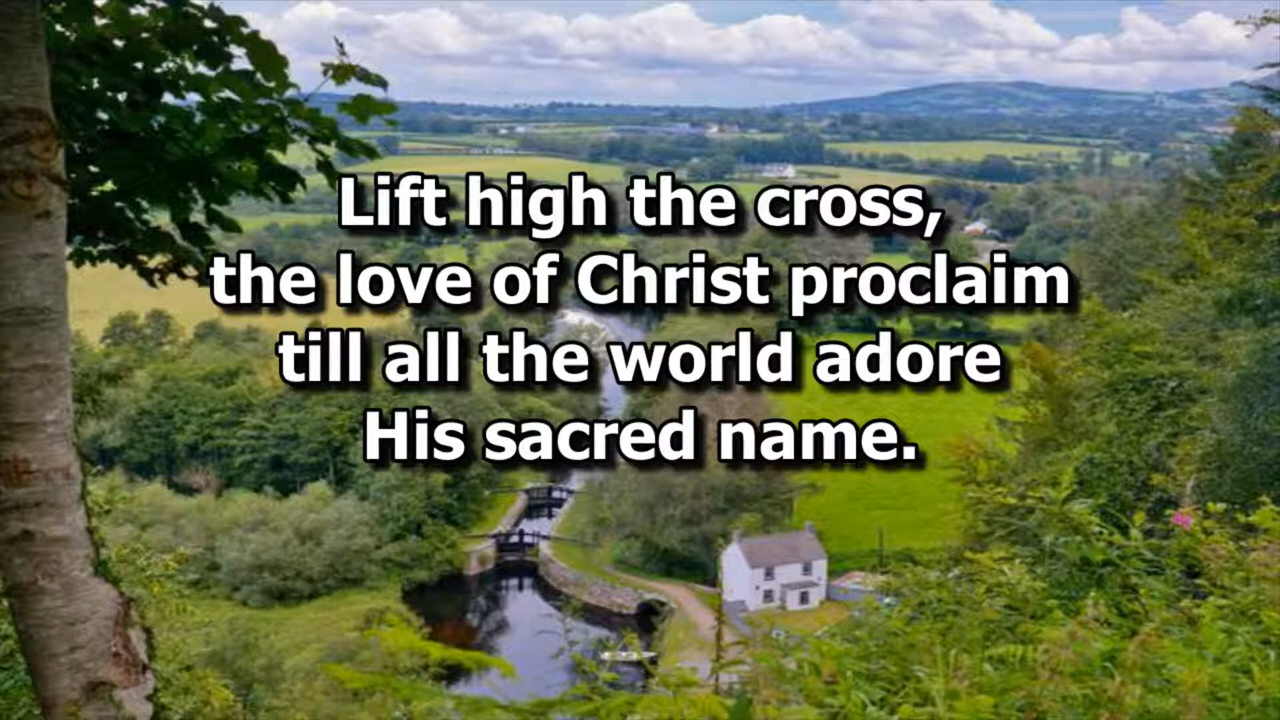 Lift high the cross,
the love of Christ proclaim
till all the world adore
His sacred name.